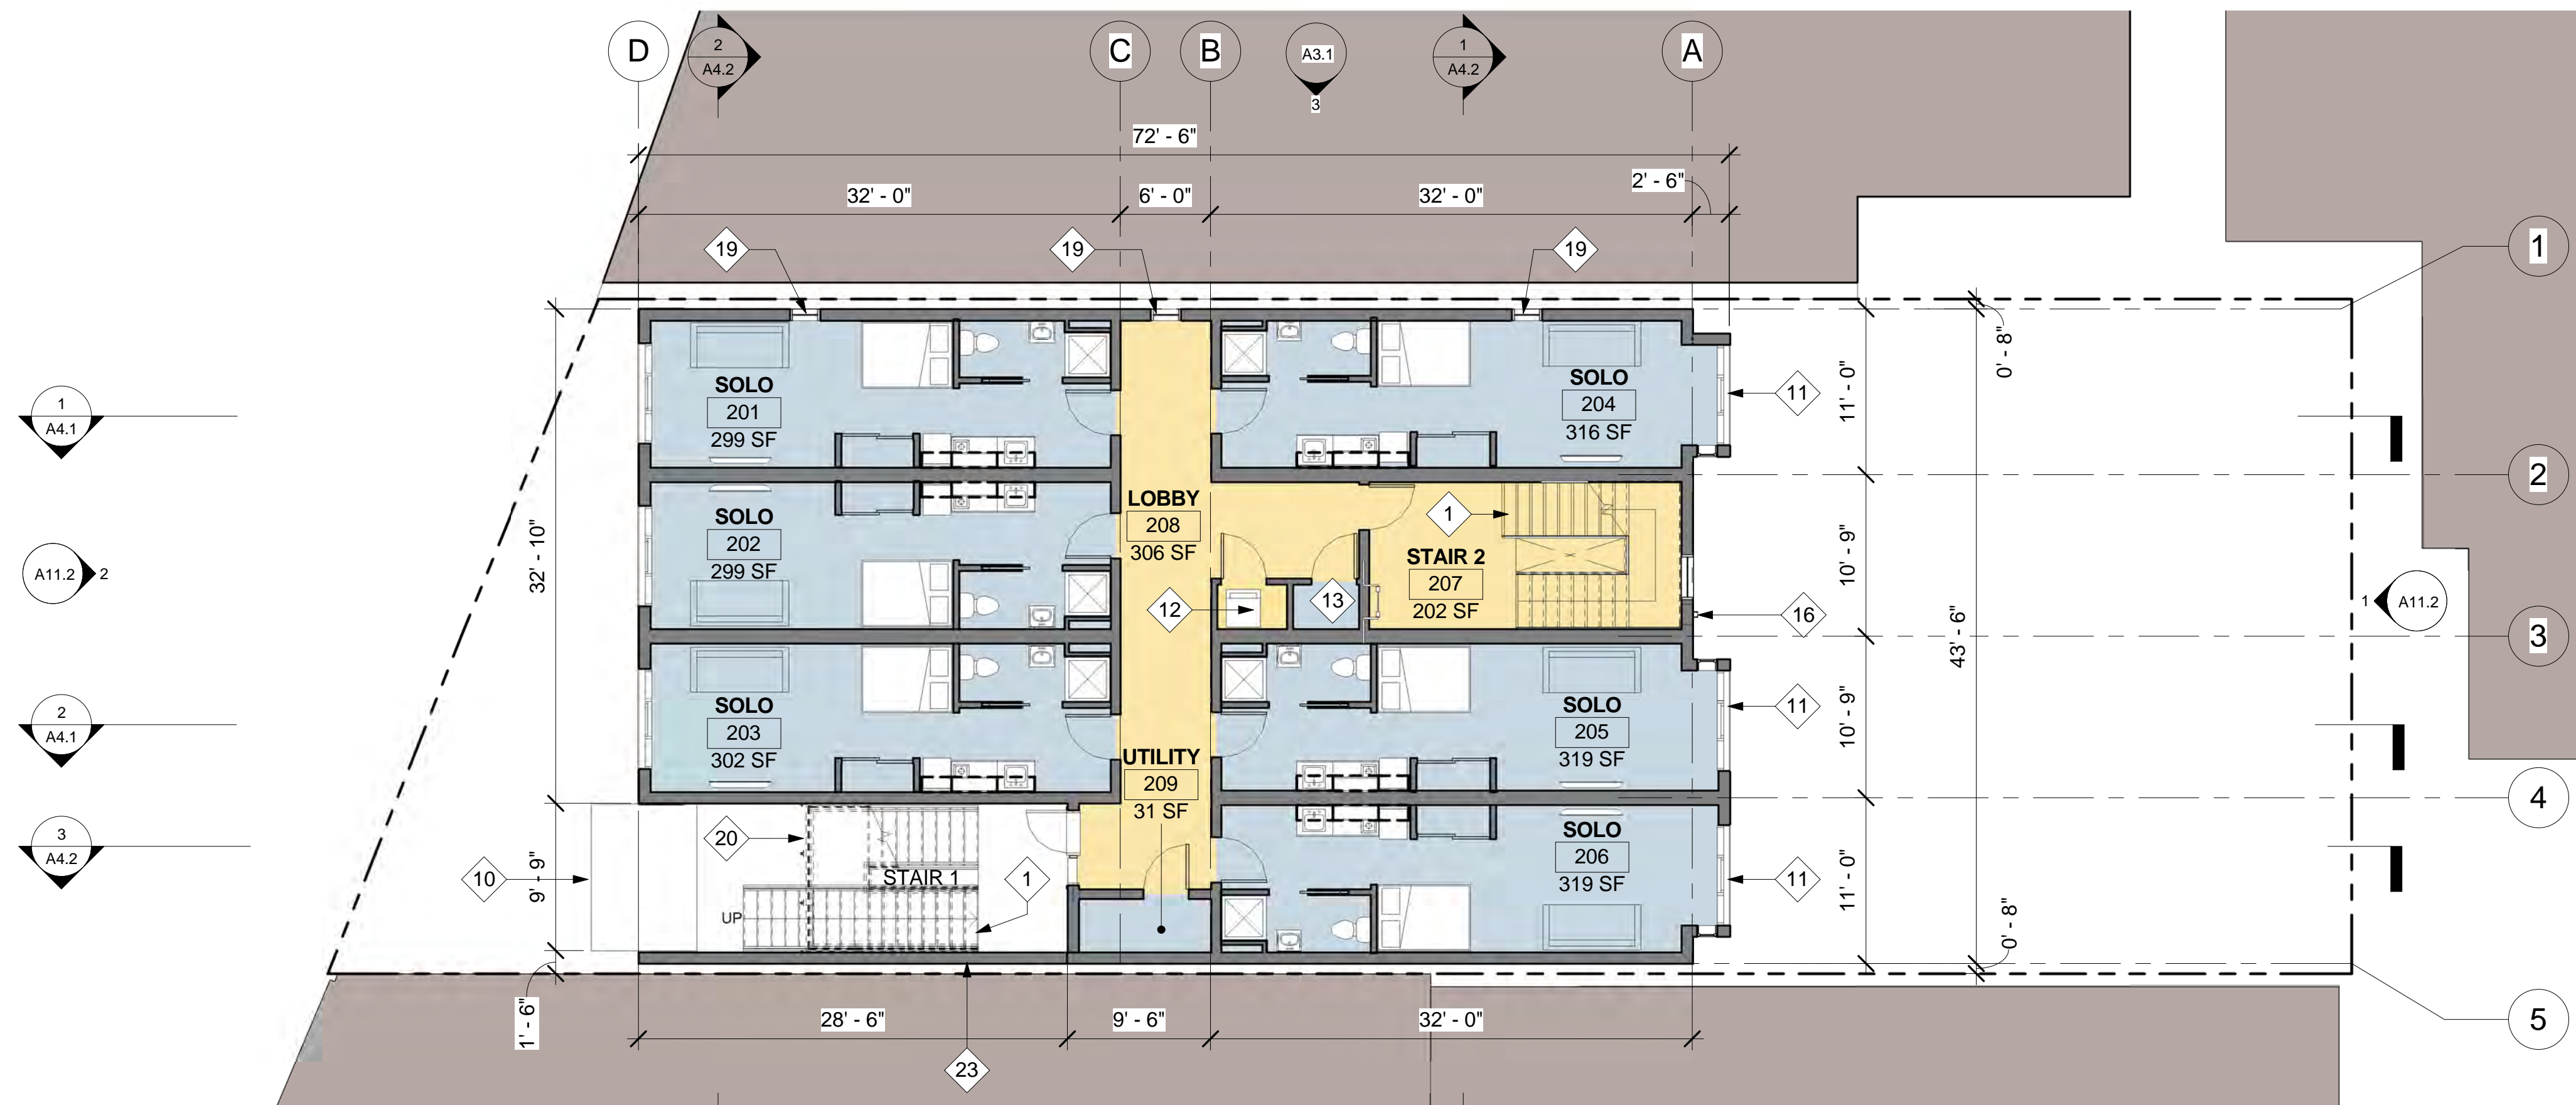 D
2
A4.2
C
B
A3.1
3
1
A4.2
A
72' - 6"
32' - 0"
6' - 0"
32' - 0"
2' - 6"
19
19
19
1
0' - 8"
1
A4.1
SOLO
201
299 SF
SOLO
204
316 SF
11
11' - 0"
2
32' - 10"
SOLO
202
299 SF
LOBBY
208
306 SF
1
STAIR 2
207
202 SF
10' - 9"
A11.2
2
12
13
16
43' - 6"
1
A11.2
3
2
A4.1
SOLO
203
302 SF
UTILITY
209
31 SF
SOLO
205
319 SF
11
10' - 9"
4
3
A4.2
20
10
9' - 9"
STAIR 1
1
UP
SOLO
206
319 SF
11
11' - 0"
0' - 8"
1' - 6"
28' - 6"
9' - 6"
32' - 0"
5
23